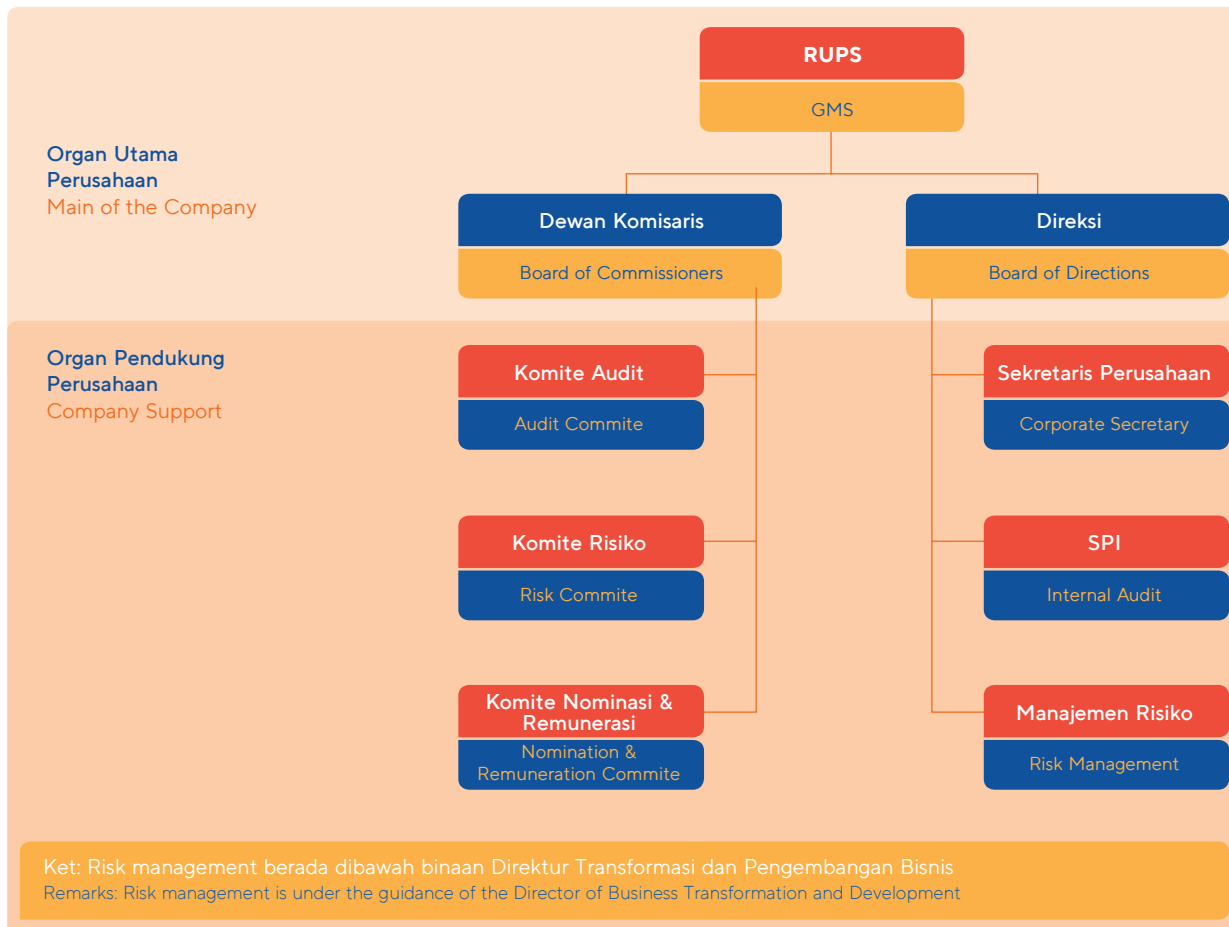 RUPS
GMS
Organ Utama
Perusahaan
Main of the Company
Dewan Komisaris
Board of Commissioners
Direksi
Board of Directions
Organ Pendukung
Perusahaan
Company Support
Komite Audit
Audit Commite
Sekretaris Perusahaan
Corporate Secretary
Komite Risiko
Risk Commite
SPI
Internal Audit
Komite Nominasi &
Remunerasi
Nomination &
Remuneration Commite
Manajemen Risiko
Risk Management
Ket: Risk management berada dibawah binaan Direktur Transformasi dan Pengembangan Bisnis
Remarks: Risk management is under the guidance of the Director of Business Transformation and Development